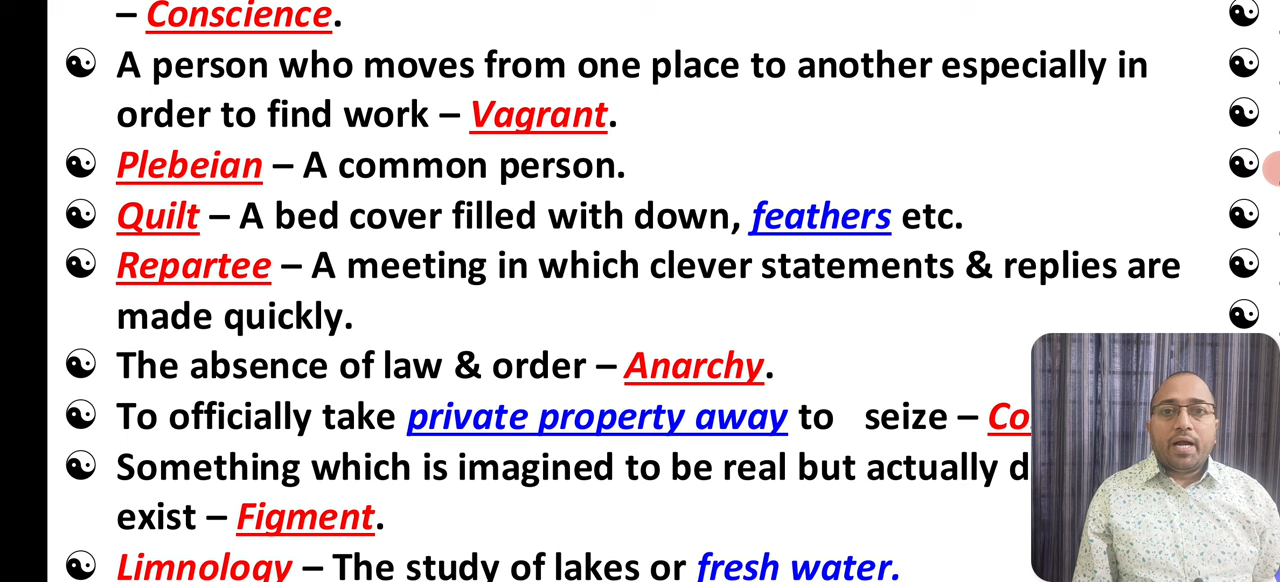 – Conscience.
A person who moves from one place to another especially in
order to find work – Vagrant.
Plebeian – A common person.
Quilt – A bed cover filled with down, feathers etc.
Repartee – A meeting in which clever statements & replies are
made quickly.
The absence of law & order – Anarchy.
To officially take private property away to seize –
Something which is imagined to be real but actually
exist – Figment.
Limnology – The study of lakes or fresh water.